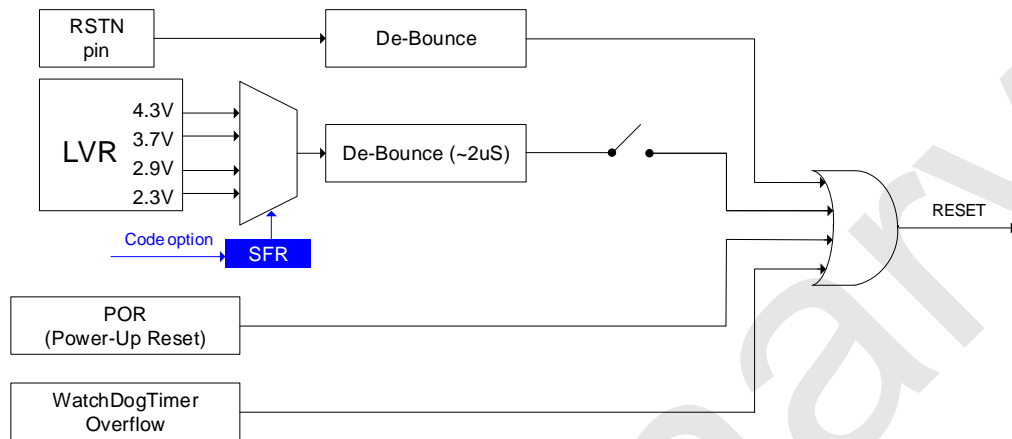 RSTN
pin
De-Bounce
LVR
4.3V
3.7V
2.9V
2.3V
De-Bounce (~2uS)
RESET
Code option
SFR
POR
(Power-Up Reset)
WatchDogTimer
Overflow